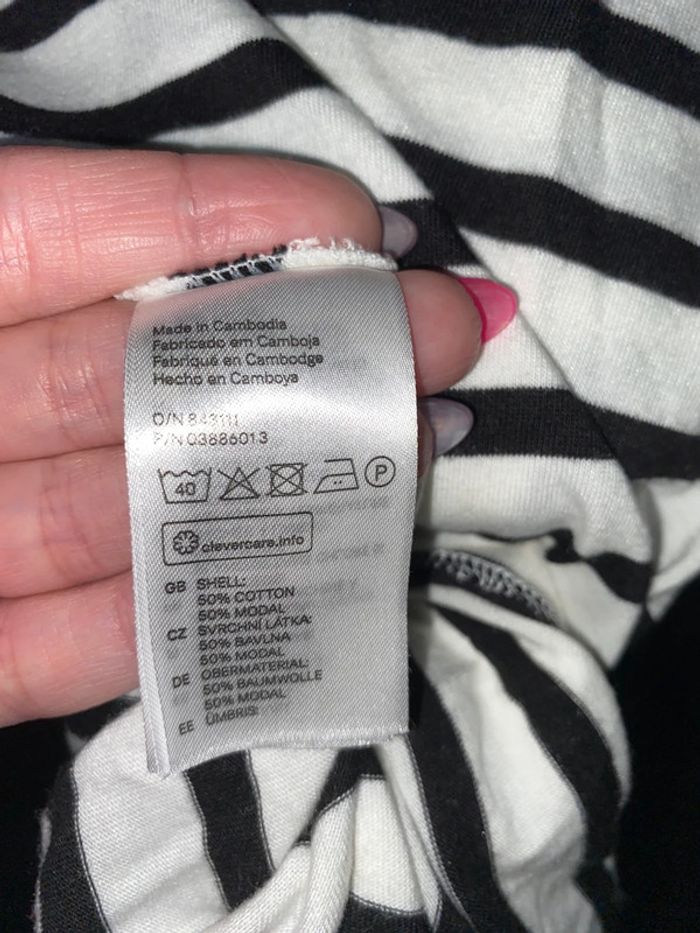 Made in Cambodia
Fabricado em Camboja
Fabriqué en Cambodge
Hecho en Camboya
O/N 843111
P/N 03886013
40 P
clevercare.info
GB SHELL:
50% COTTON
50% MODAL
CZ SVRCHNÍ LÁTKA:
50% BAVLNA
50% MODAL
DE OBERMATERIAL:
50% BAUMWOLLE
50% MODAL
EE ÜMBRIS: